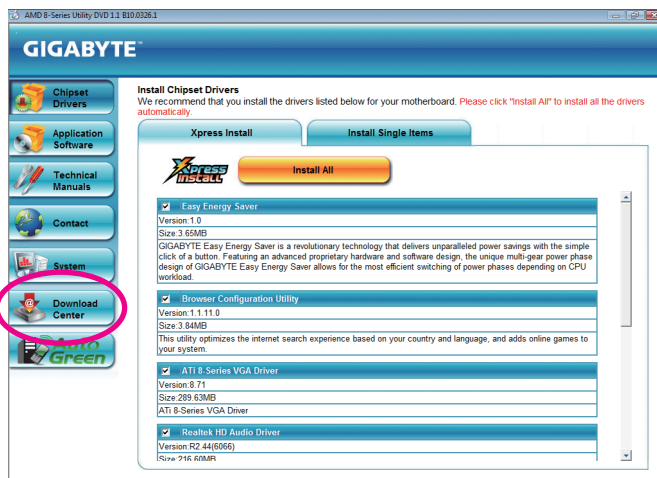 AMD 8-Series Utility DVD 1.1 B10.0326.1
GIGABYTE™
Chipset
Drivers
Application
Software
Technical
Manuals
Contact
System
Download
Center
Auto
Green
Install Chipset Drivers
We recommend that you install the drivers listed below for your motherboard. Please click "Install All" to install all the drivers
automatically.
Xpress Install
Install Single Items
Xpress
Install
Install All
Easy Energy Saver
Version:1.0
Size:3.65MB
GIGABYTE Easy Energy Saver is a revolutionary technology that delivers unparalleled power savings with the simple
click of a button. Featuring an advanced proprietary hardware and software design, the unique multi-gear power phase
design of GIGABYTE Easy Energy Saver allows for the most efficient switching of power phases depending on CPU
workload.
Browser Configuration Utility
Version:1.1.11.0
Size:3.84MB
This utility optimizes the internet search experience based on your country and language, and adds online games to
your system.
ATi 8-Series VGA Driver
Version:8.71
Size:289.63MB
ATi 8-Series VGA Driver
Realtek HD Audio Driver
Version:R2.44(6066)
Size:216.60MB